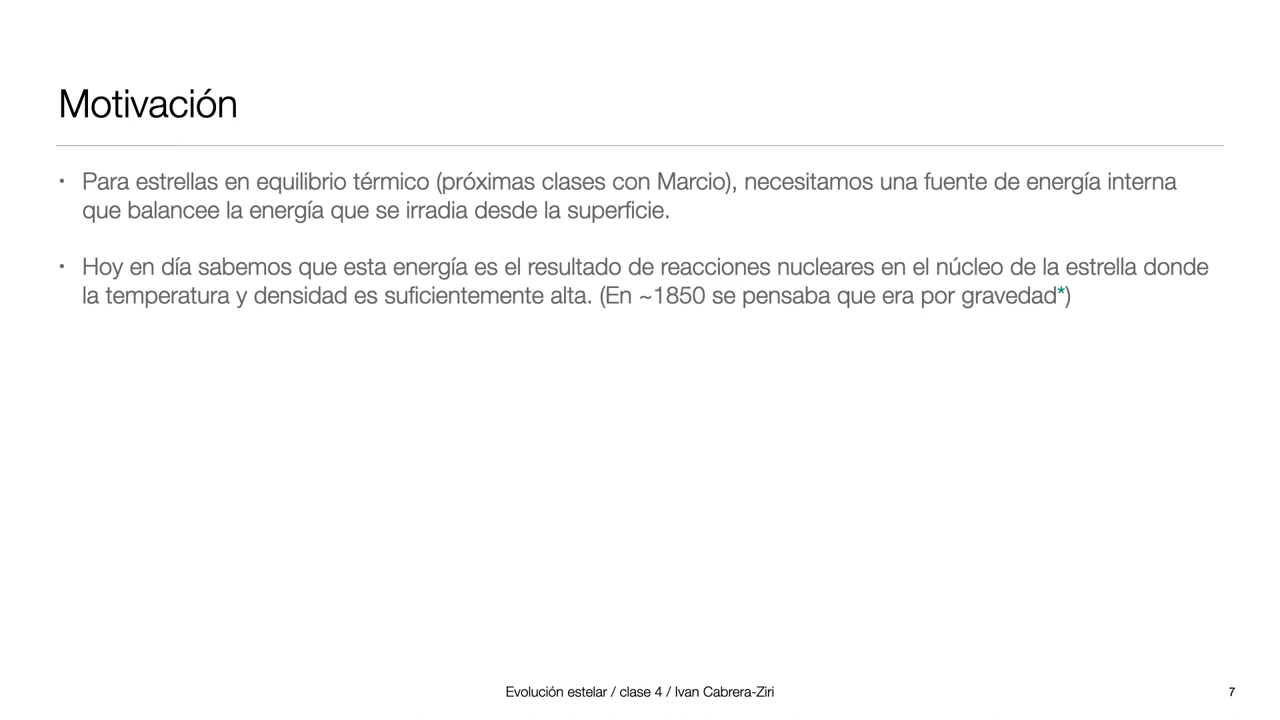 Motivación
• Para estrellas en equilibrio térmico (próximas clases con Marcio), necesitamos una fuente de energía interna
que balancee la energía que se irradia desde la superficie.
• Hoy en día sabemos que esta energía es el resultado de reacciones nucleares en el núcleo de la estrella donde
la temperatura y densidad es suficientemente alta. (En ~1850 se pensaba que era por gravedad*)
Evolución estelar / clase 4 / Ivan Cabrera-Ziri
7